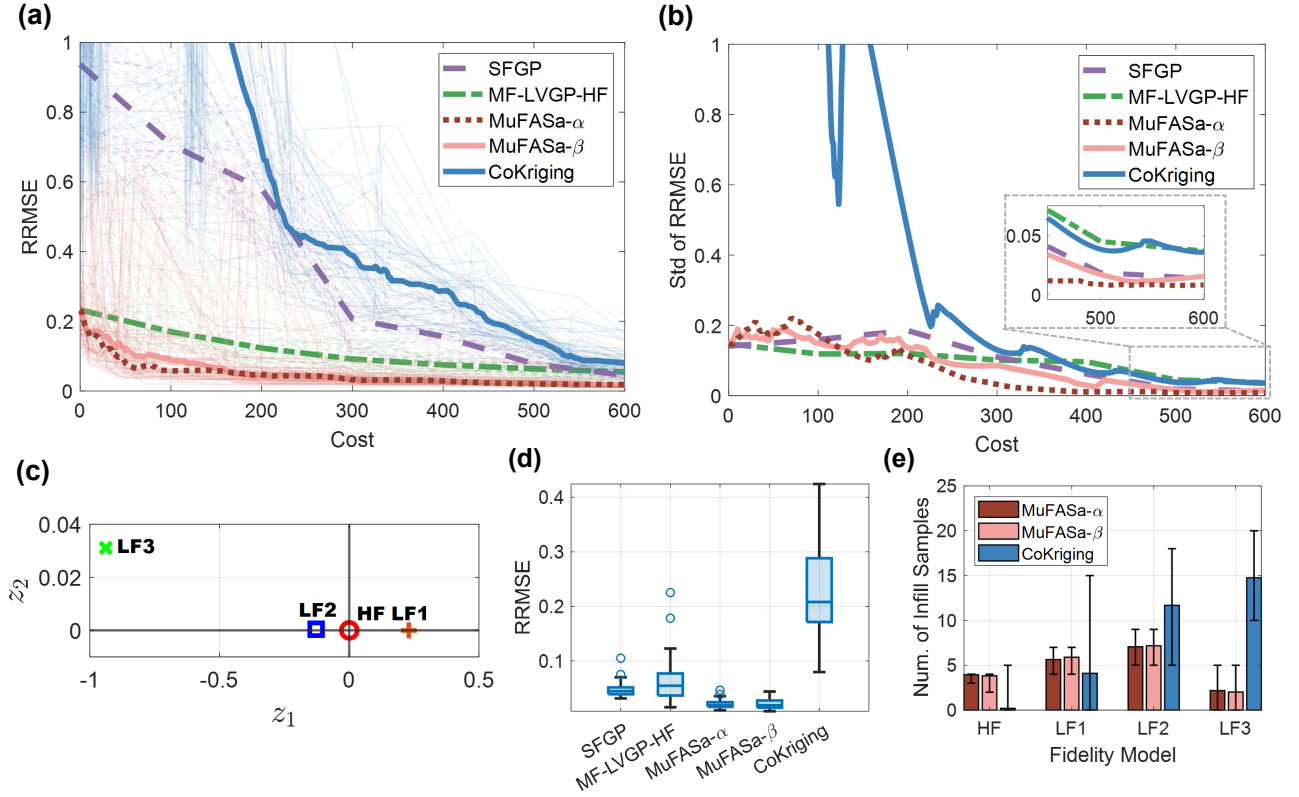 (a)
1
0.8
0.6
0.4
0.2
0
RRMSE
0 100 200 300 400 500 600
Cost
SFGP
MF-LVGP-HF
MuFASa-α
MuFASa-β
CoKriging
(b)
1
0.8
0.6
0.4
0.2
0
Std of RRMSE
0 100 200 300 400 500 600
Cost
SFGP
MF-LVGP-HF
MuFASa-α
MuFASa-β
CoKriging
0.05
0
500 600
(c)
0.04
0.02
0
z2
LF3
LF2 HF LF1
-1 -0.5 0 0.5
z1
(d)
0.4
0.3
0.2
0.1
RRMSE
SFGP
MF-LVGP-HF
MuFASa-α
MuFASa-β
CoKriging
(e)
25
20
15
10
5
0
Num. of Infill Samples
MuFASa-α
MuFASa-β
CoKriging
HF LF1 LF2 LF3
Fidelity Model